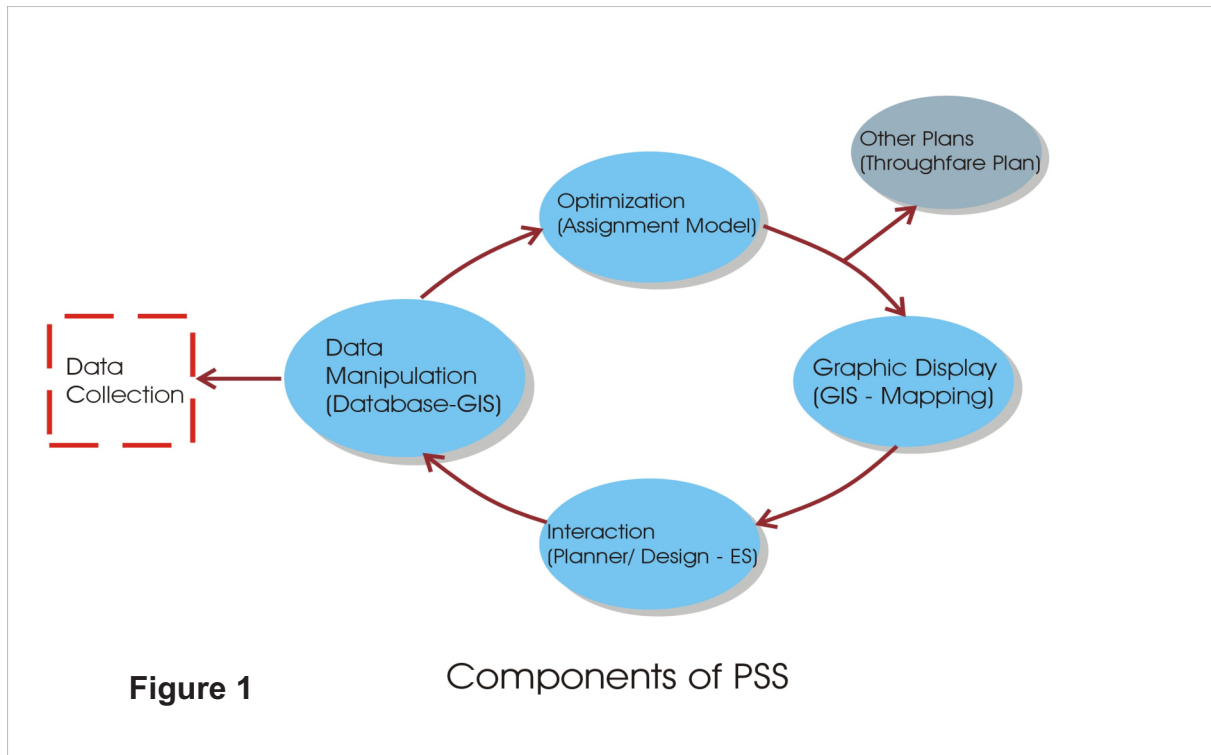 Other Plans
(Throughfare Plan)
Optimization
(Assignment Model)
Data
Collection
Data
Manipulation
(Database-GIS)
Graphic Display
(GIS - Mapping)
Interaction
(Planner/ Design - ES)
Figure 1
Components of PSS